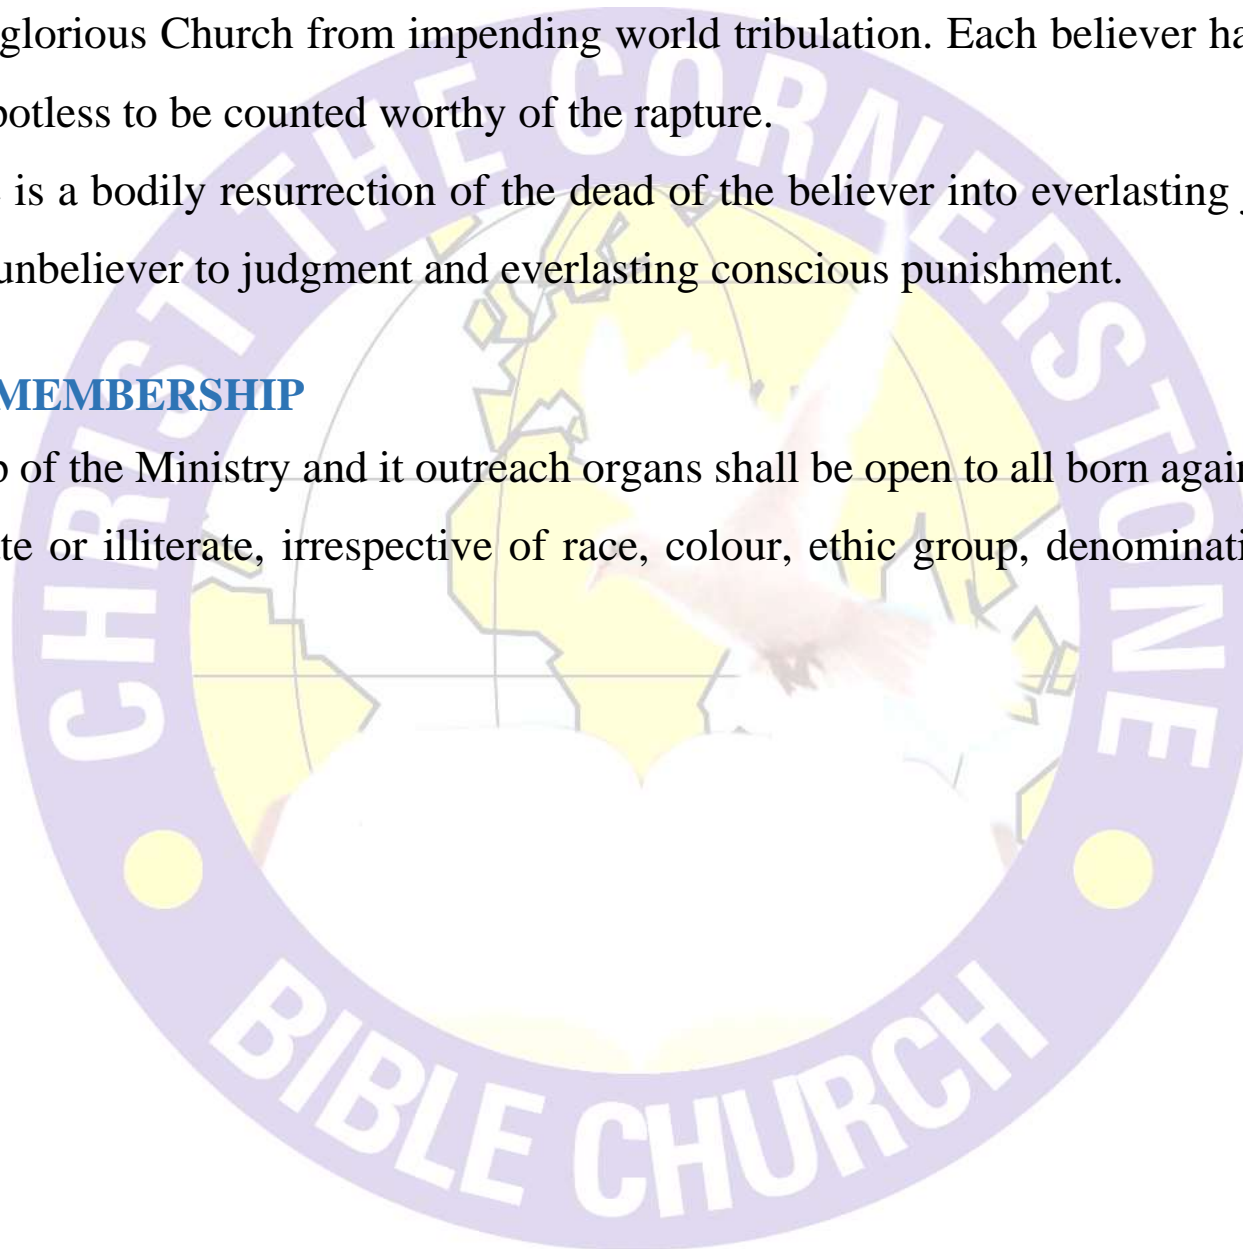 glorious Church from impending world tribulation. Each believer ha
potless to be counted worthy of the rapture.
is a bodily resurrection of the dead of the believer into everlasting
unbeliever to judgment and everlasting conscious punishment.
MEMBERSHIP
p of the Ministry and it outreach organs shall be open to all born again
te or illiterate, irrespective of race, colour, ethic group, denominati
CHRIST THE CORNERSTONE
BIBLE CHURCH